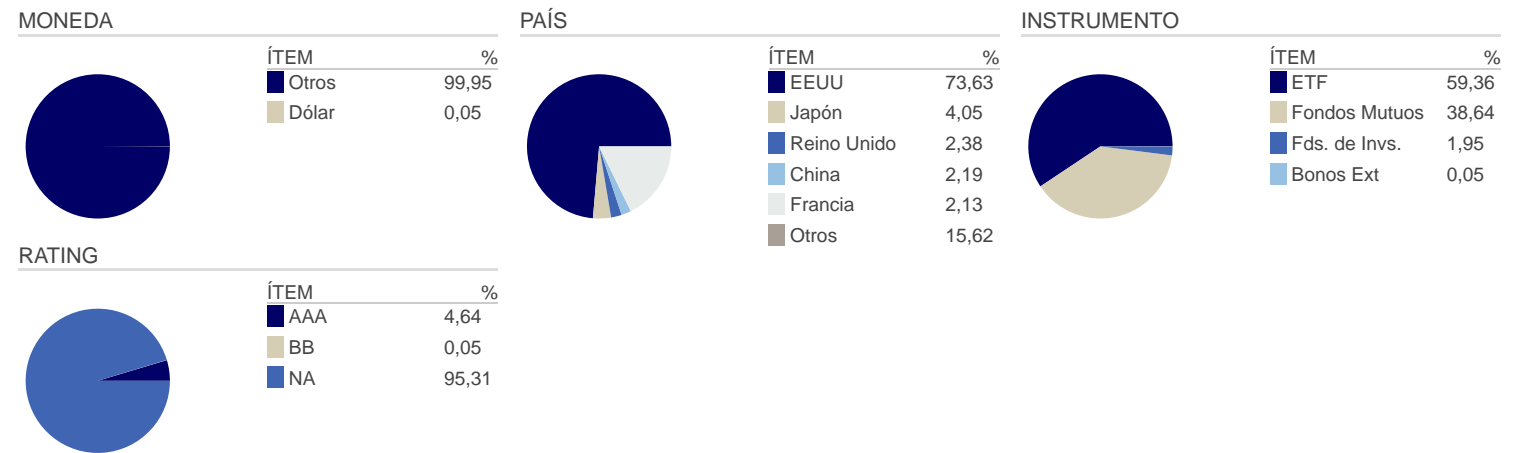 MONEDA
ÍTEM %
Otros 99,95
Dólar 0,05
PAÍS
ÍTEM %
EEUU 73,63
Japón 4,05
Reino Unido 2,38
China 2,19
Francia 2,13
Otros 15,62
INSTRUMENTO
ÍTEM %
ETF 59,36
Fondos Mutuos 38,64
Fds. de Invs. 1,95
Bonos Ext 0,05
RATING
ÍTEM %
AAA 4,64
BB 0,05
NA 95,31